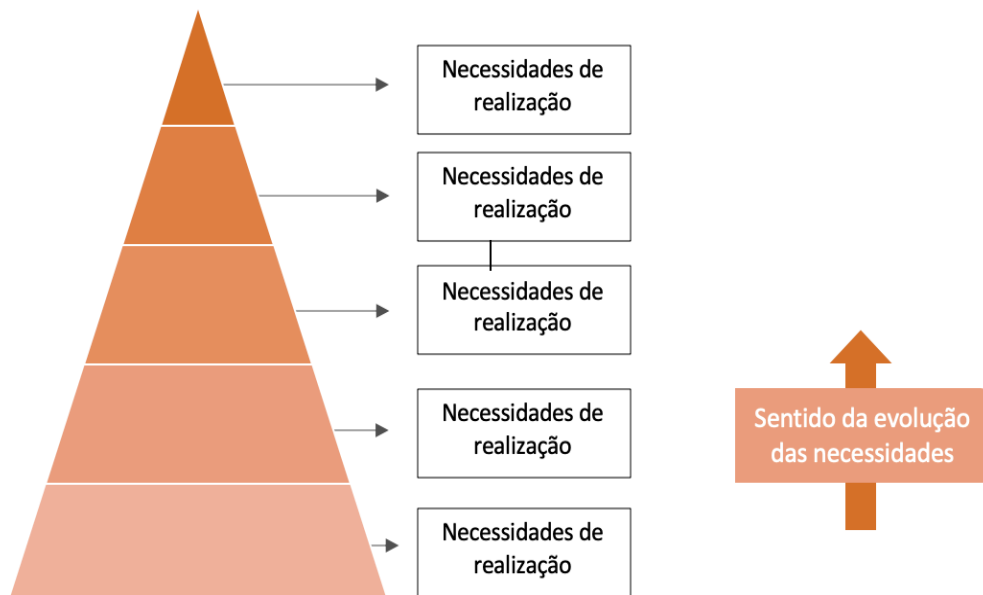 Necessidades de
realização
Necessidades de
realização
Necessidades de
realização
Necessidades de
realização
Necessidades de
realização
Sentido da evolução
das necessidades